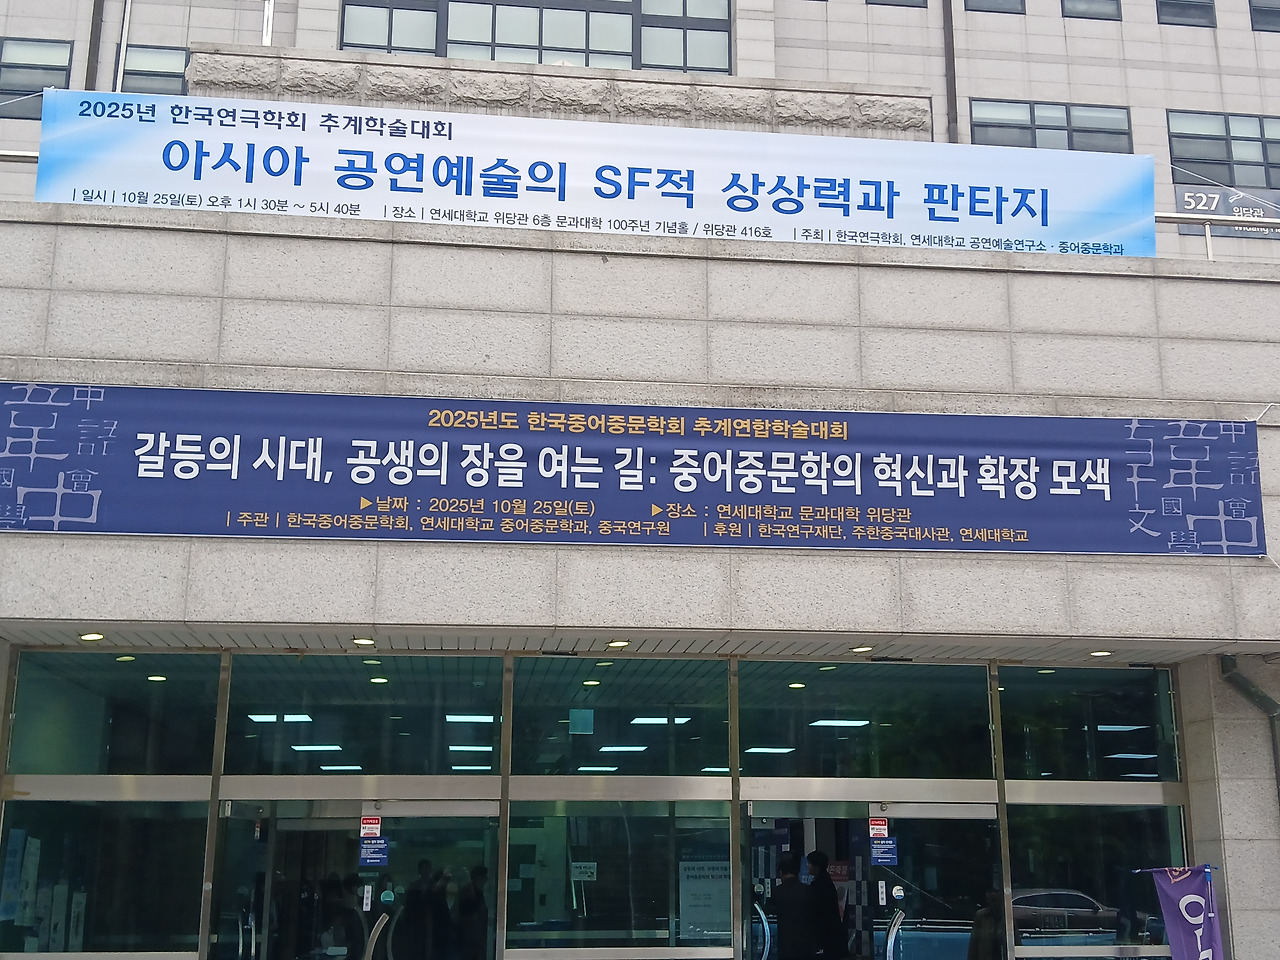 2025년 한국연극학회 추계학술대회
아시아 공연예술의 SF적 상상력과 판타지
| 일시 | 10월 25일(토) 오후 1시 30분 ~ 5시 40분 | 장소 | 연세대학교 위당관 6층 문과대학 100주년 기념홀 / 위당관 416호 | 주최 | 한국연극학회, 연세대학교 공연예술연구소 · 중어중문학과
527 위당관
2025년도 한국중어중문학회 추계연합학술대회
갈등의 시대, 공생의 장을 여는 길: 중어중문학의 혁신과 확장 모색
▶날짜 : 2025년 10월 25일(토) ▶장소 : 연세대학교 문과대학 위당관
| 주관 | 한국중어중문학회, 연세대학교 중어중문학과, 중국연구원 | 후원 | 한국연구재단, 주한중국대사관, 연세대학교